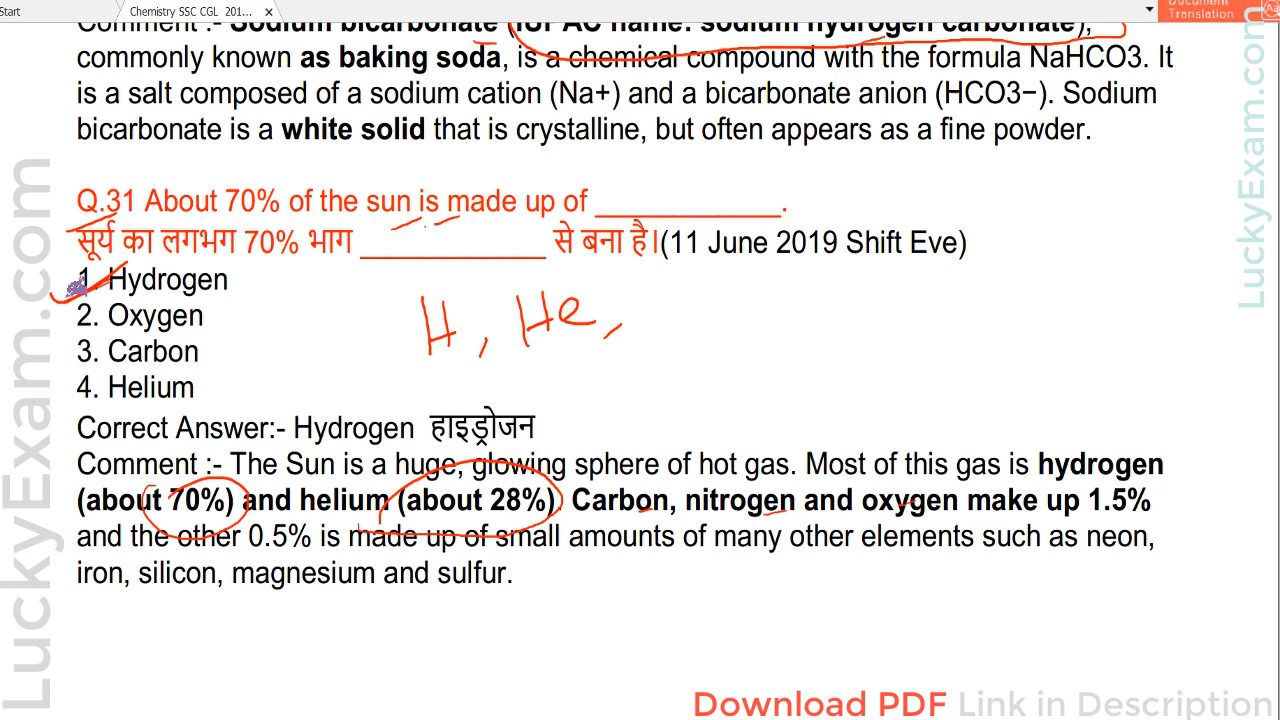 Start
Chemistry SSC CGL 201... ×
Document
Translation
Comment :- Sodium bicarbonate (IUPAC name: sodium hydrogen carbonate),
commonly known as baking soda, is a chemical compound with the formula NaHCO3. It
is a salt composed of a sodium cation (Na+) and a bicarbonate anion (HCO3−). Sodium
bicarbonate is a white solid that is crystalline, but often appears as a fine powder.
Q.31 About 70% of the sun is made up of ____________.
सूर्य का लगभग 70% भाग ____________ से बना है।(11 June 2019 Shift Eve)
1. Hydrogen
2. Oxygen
3. Carbon
4. Helium
H, He,
Correct Answer:- Hydrogen हाइड्रोजन
Comment :- The Sun is a huge, glowing sphere of hot gas. Most of this gas is hydrogen
(about 70%) and helium (about 28%). Carbon, nitrogen and oxygen make up 1.5%
and the other 0.5% is made up of small amounts of many other elements such as neon,
iron, silicon, magnesium and sulfur.
LuckyExam.com
LuckyExam.com
Download PDF Link in Description